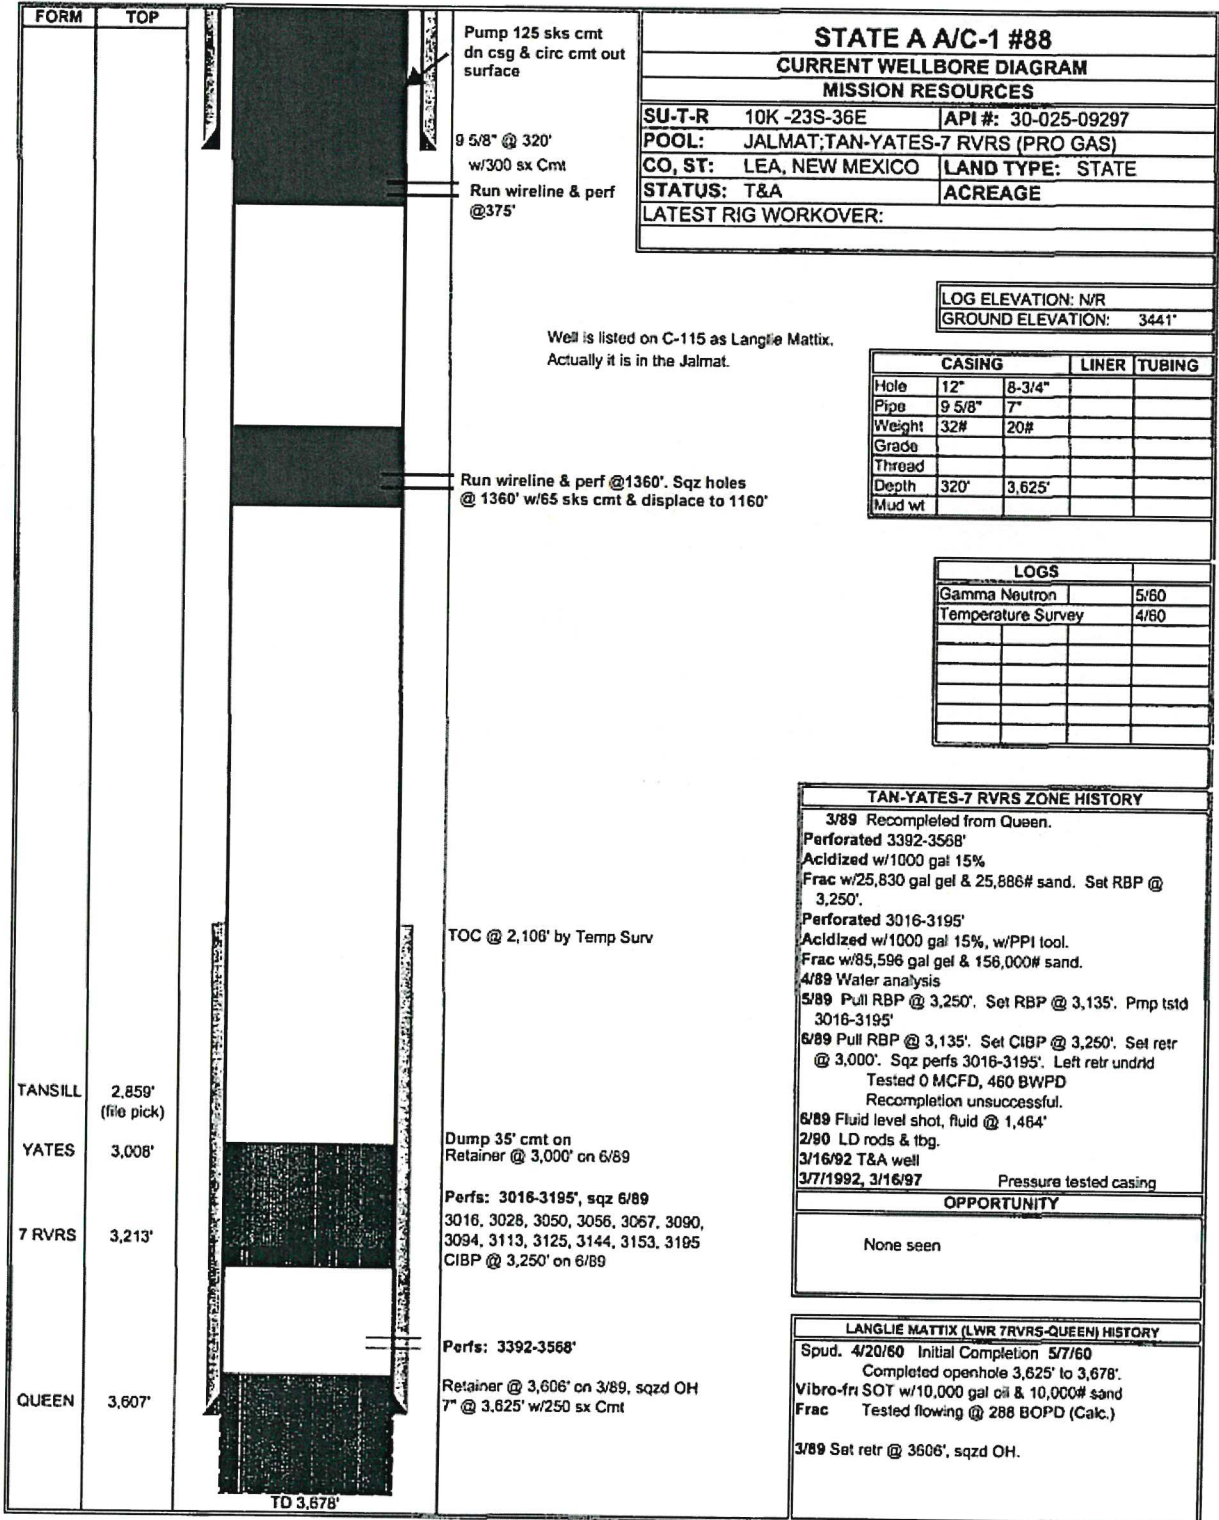 FORM TOP
Pump 125 sks cmt
dn csg & circ cmt out
surface
9 5/8" @ 320'
w/300 sx Cmt
Run wireline & perf
@375'
STATE A A/C-1 #88
CURRENT WELLBORE DIAGRAM
MISSION RESOURCES
SU-T-R 10K -23S-36E API #: 30-025-09297
POOL: JALMAT;TAN-YATES-7 RVRS (PRO GAS)
CO, ST: LEA, NEW MEXICO LAND TYPE: STATE
STATUS: T&A ACREAGE
LATEST RIG WORKOVER:
LOG ELEVATION: N/R
GROUND ELEVATION: 3441'
Well is listed on C-115 as Langlie Mattix.
Actually it is in the Jalmat.
CASING LINER TUBING
Hole 12" 8-3/4"
Pipe 9 5/8" 7"
Weight 32# 20#
Grade
Thread
Depth 320' 3,625'
Mud wt
Run wireline & perf @1360'. Sqz holes
@ 1360' w/65 sks cmt & displace to 1160'
LOGS
Gamma Neutron 5/60
Temperature Survey 4/60
TAN-YATES-7 RVRS ZONE HISTORY
3/89 Recompleted from Queen.
Perforated 3392-3568'
Acidized w/1000 gal 15%
Frac w/25,830 gal gel & 25,886# sand. Set RBP @
3,250'.
Perforated 3016-3195'
Acidized w/1000 gal 15%, w/PPI tool.
Frac w/85,596 gal gel & 156,000# sand.
4/89 Water analysis
5/89 Pull RBP @ 3,250'. Set RBP @ 3,135'. Pmp tstd
3016-3195'
6/89 Pull RBP @ 3,135'. Set CIBP @ 3,250'. Set retr
@ 3,000'. Sqz perfs 3016-3195'. Left retr undrld
Tested 0 MCFD, 460 BWPD
Recompletion unsuccessful.
6/89 Fluid level shot, fluid @ 1,464'
2/90 LD rods & tbg.
3/16/92 T&A well
3/7/1992, 3/16/97 Pressure tested casing
OPPORTUNITY
None seen
TOC @ 2,106' by Temp Surv
TANSILL 2,859'
(file pick)
YATES 3,008'
Dump 35' cmt on
Retainer @ 3,000' on 6/89
Perfs: 3016-3195', sqz 6/89
7 RVRS 3,213'
3016, 3028, 3050, 3056, 3067, 3090,
3094, 3113, 3125, 3144, 3153, 3195
CIBP @ 3,250' on 6/89
Perfs: 3392-3568'
QUEEN 3,607'
Retainer @ 3,606' on 3/89, sqzd OH
7" @ 3,625' w/250 sx Cmt
TD 3,678'
LANGLIE MATTIX (LWR 7RVRS-QUEEN) HISTORY
Spud. 4/20/60 Initial Completion 5/7/60
Completed openhole 3,625' to 3,678'.
Vibro-fra SOT w/10,000 gal oil & 10,000# sand
Frac Tested flowing @ 288 BOPD (Calc.)
3/89 Set retr @ 3606', sqzd OH.